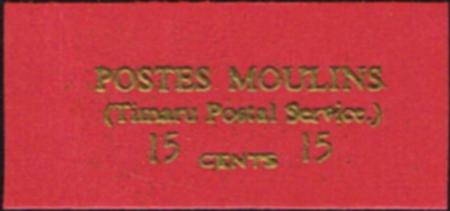 POSTES MOULINS
(Timaru Postal Service.)
15 CENTS 15